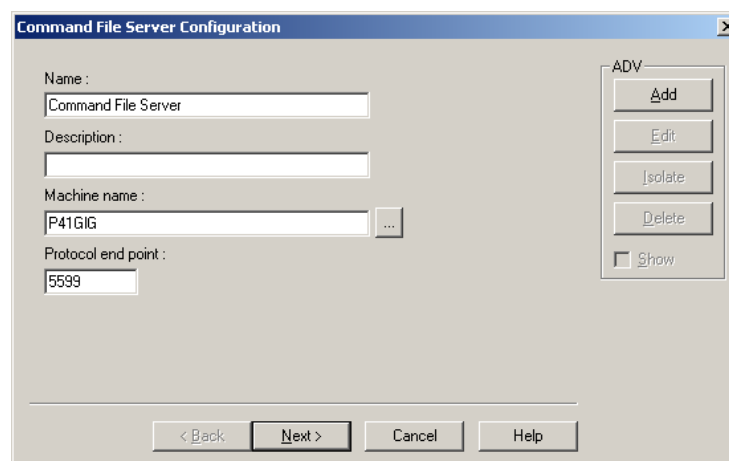 Command File Server Configuration
Name :
Command File Server
Description :
Machine name :
P41GIG
...
Protocol end point :
5599
ADV
Add
Edit
Isolate
Delete
Show
< Back
Next >
Cancel
Help